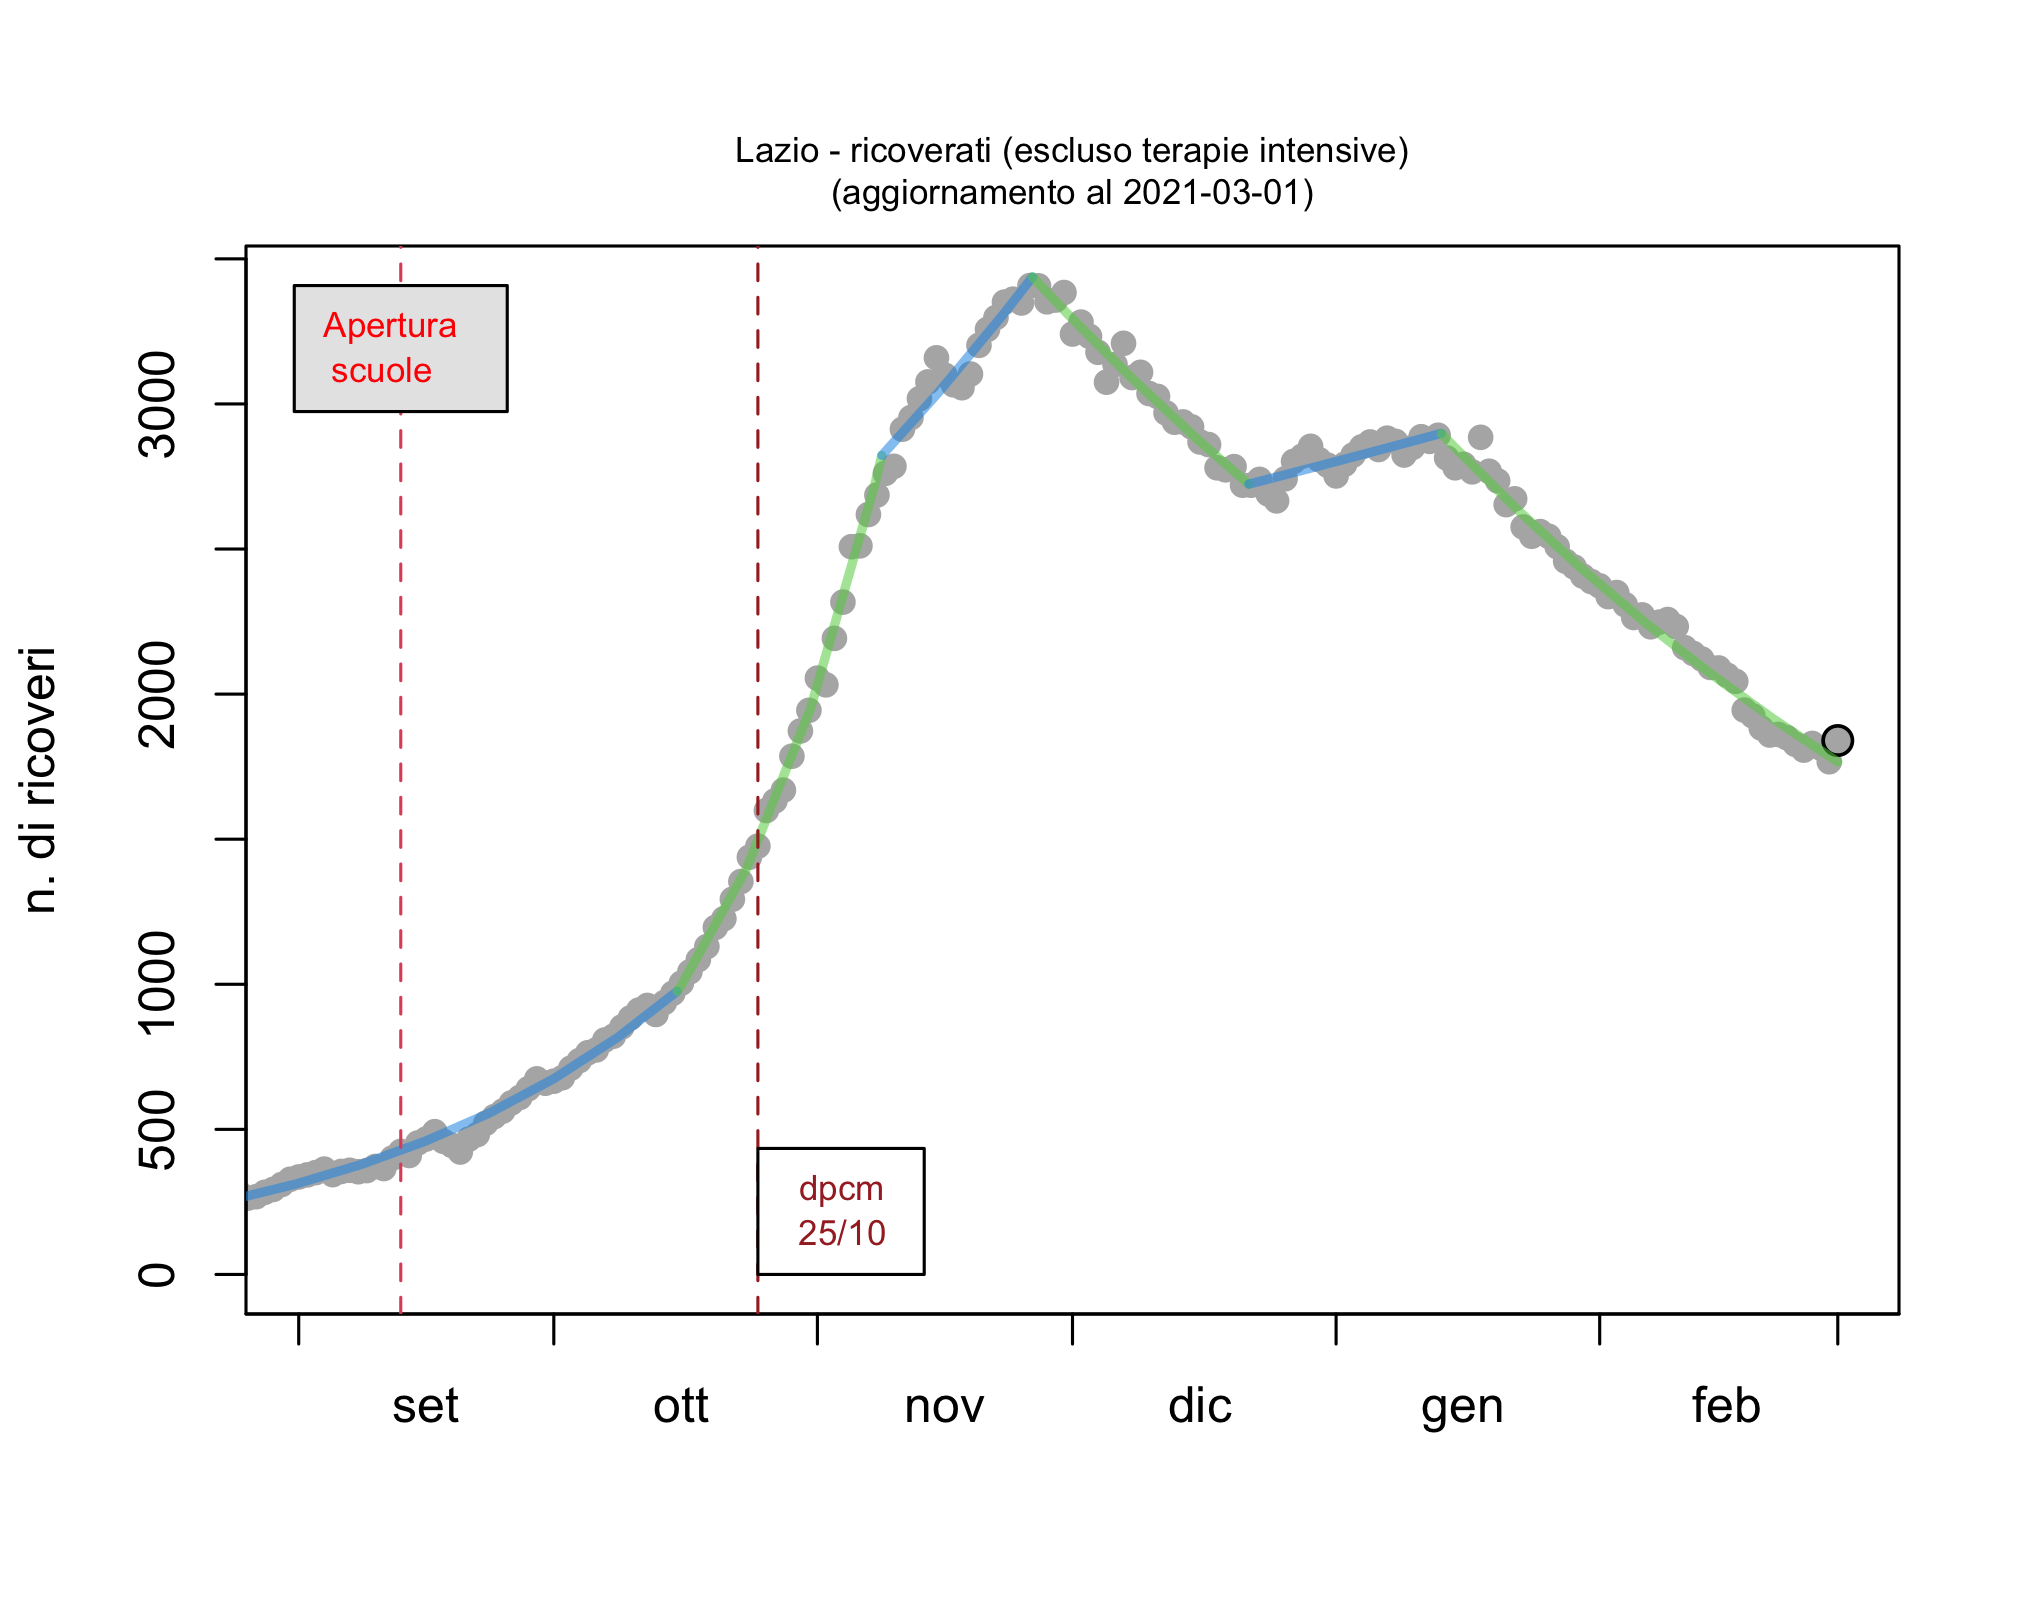 Lazio - ricoverati (escluso terapie intensive)
(aggiornamento al 2021-03-01)
Apertura
scuole
dpcm
25/10
n. di ricoveri
3000
2000
1000
500
0
set ott nov dic gen feb